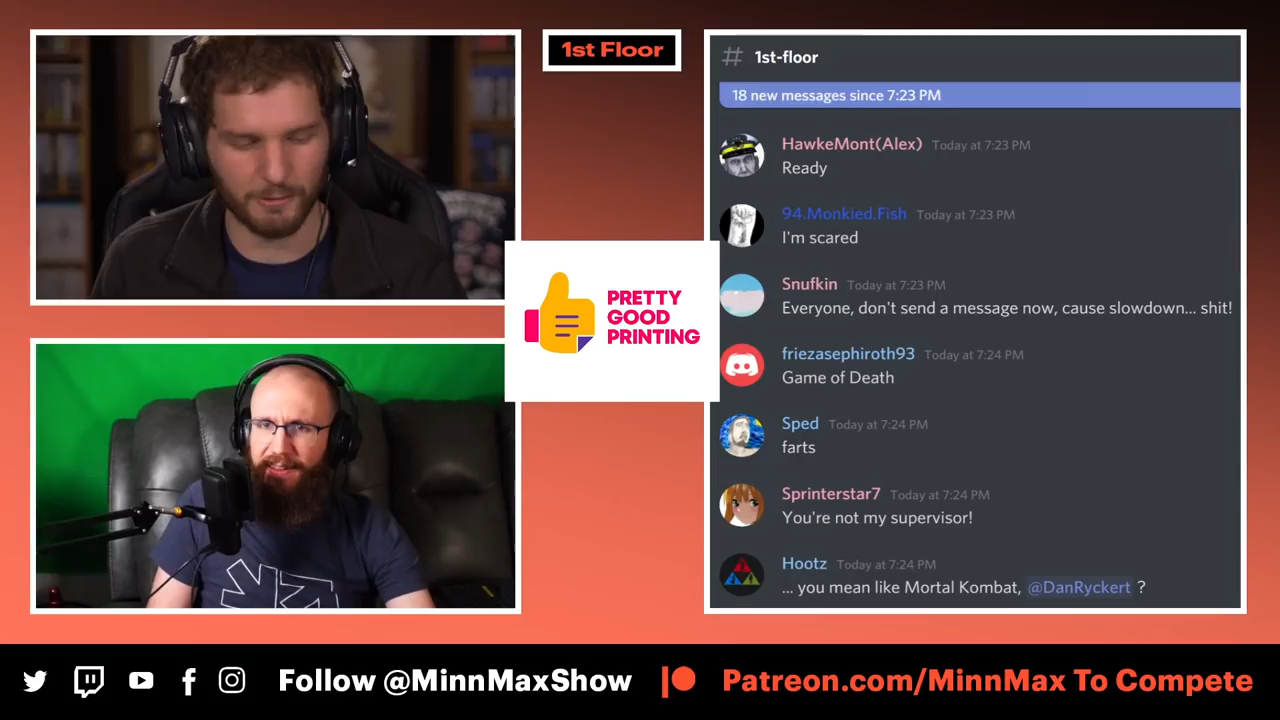 1st Floor
# 1st-floor
18 new messages since 7:23 PM
HawkeMont(Alex) Today at 7:23 PM
Ready
94.Monkied.Fish Today at 7:23 PM
I'm scared
Snufkin Today at 7:23 PM
Everyone, don't send a message now, cause slowdown... shit!
friezasephiroth93 Today at 7:24 PM
Game of Death
Sped Today at 7:24 PM
farts
Sprinterstar7 Today at 7:24 PM
You're not my supervisor!
Hootz Today at 7:24 PM
... you mean like Mortal Kombat, @DanRyckert ?
PRETTY
GOOD
PRINTING
Follow @MinnMaxShow
Patreon.com/MinnMax To Compete